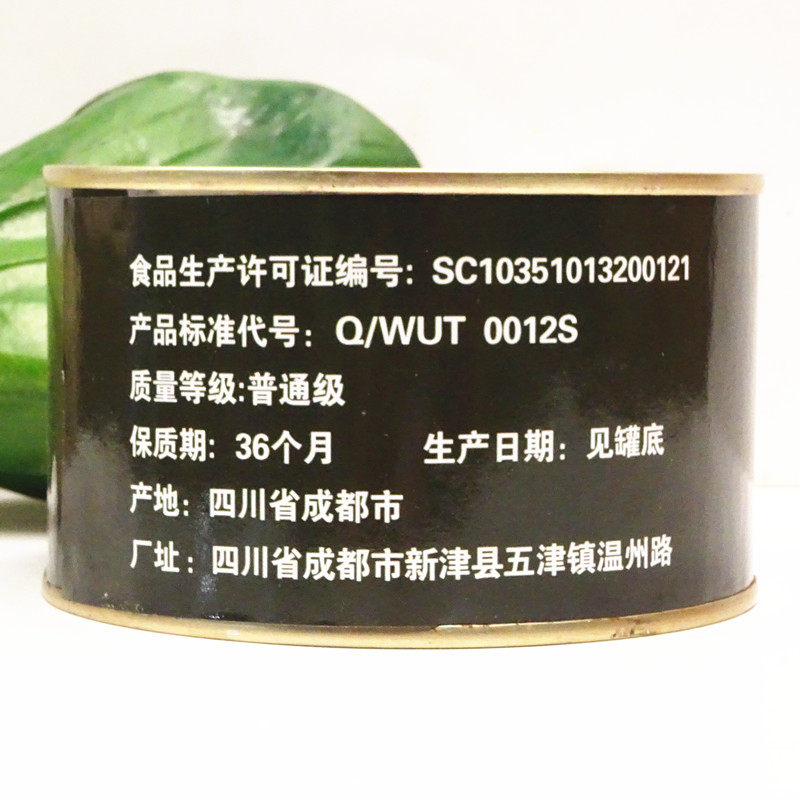 食品生产许可证编号：SC10351013200121
产品标准代号：Q/WUT 0012S
质量等级:普通级
保质期：36个月 生产日期：见罐底
产地：四川省成都市
厂址：四川省成都市新津县五津镇温州路